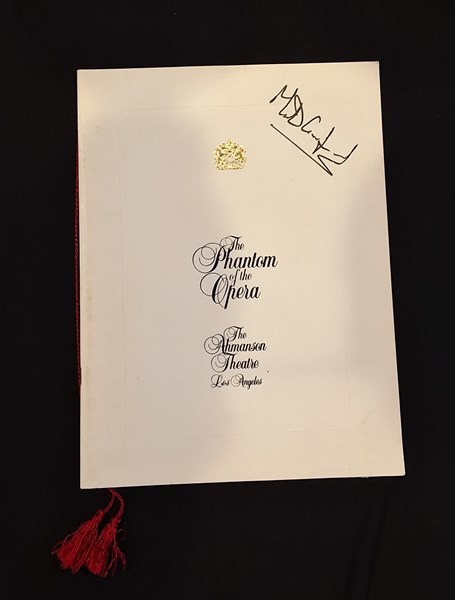 The
Phantom
of the
Opera
The
Ahmanson
Theatre
Los Angeles